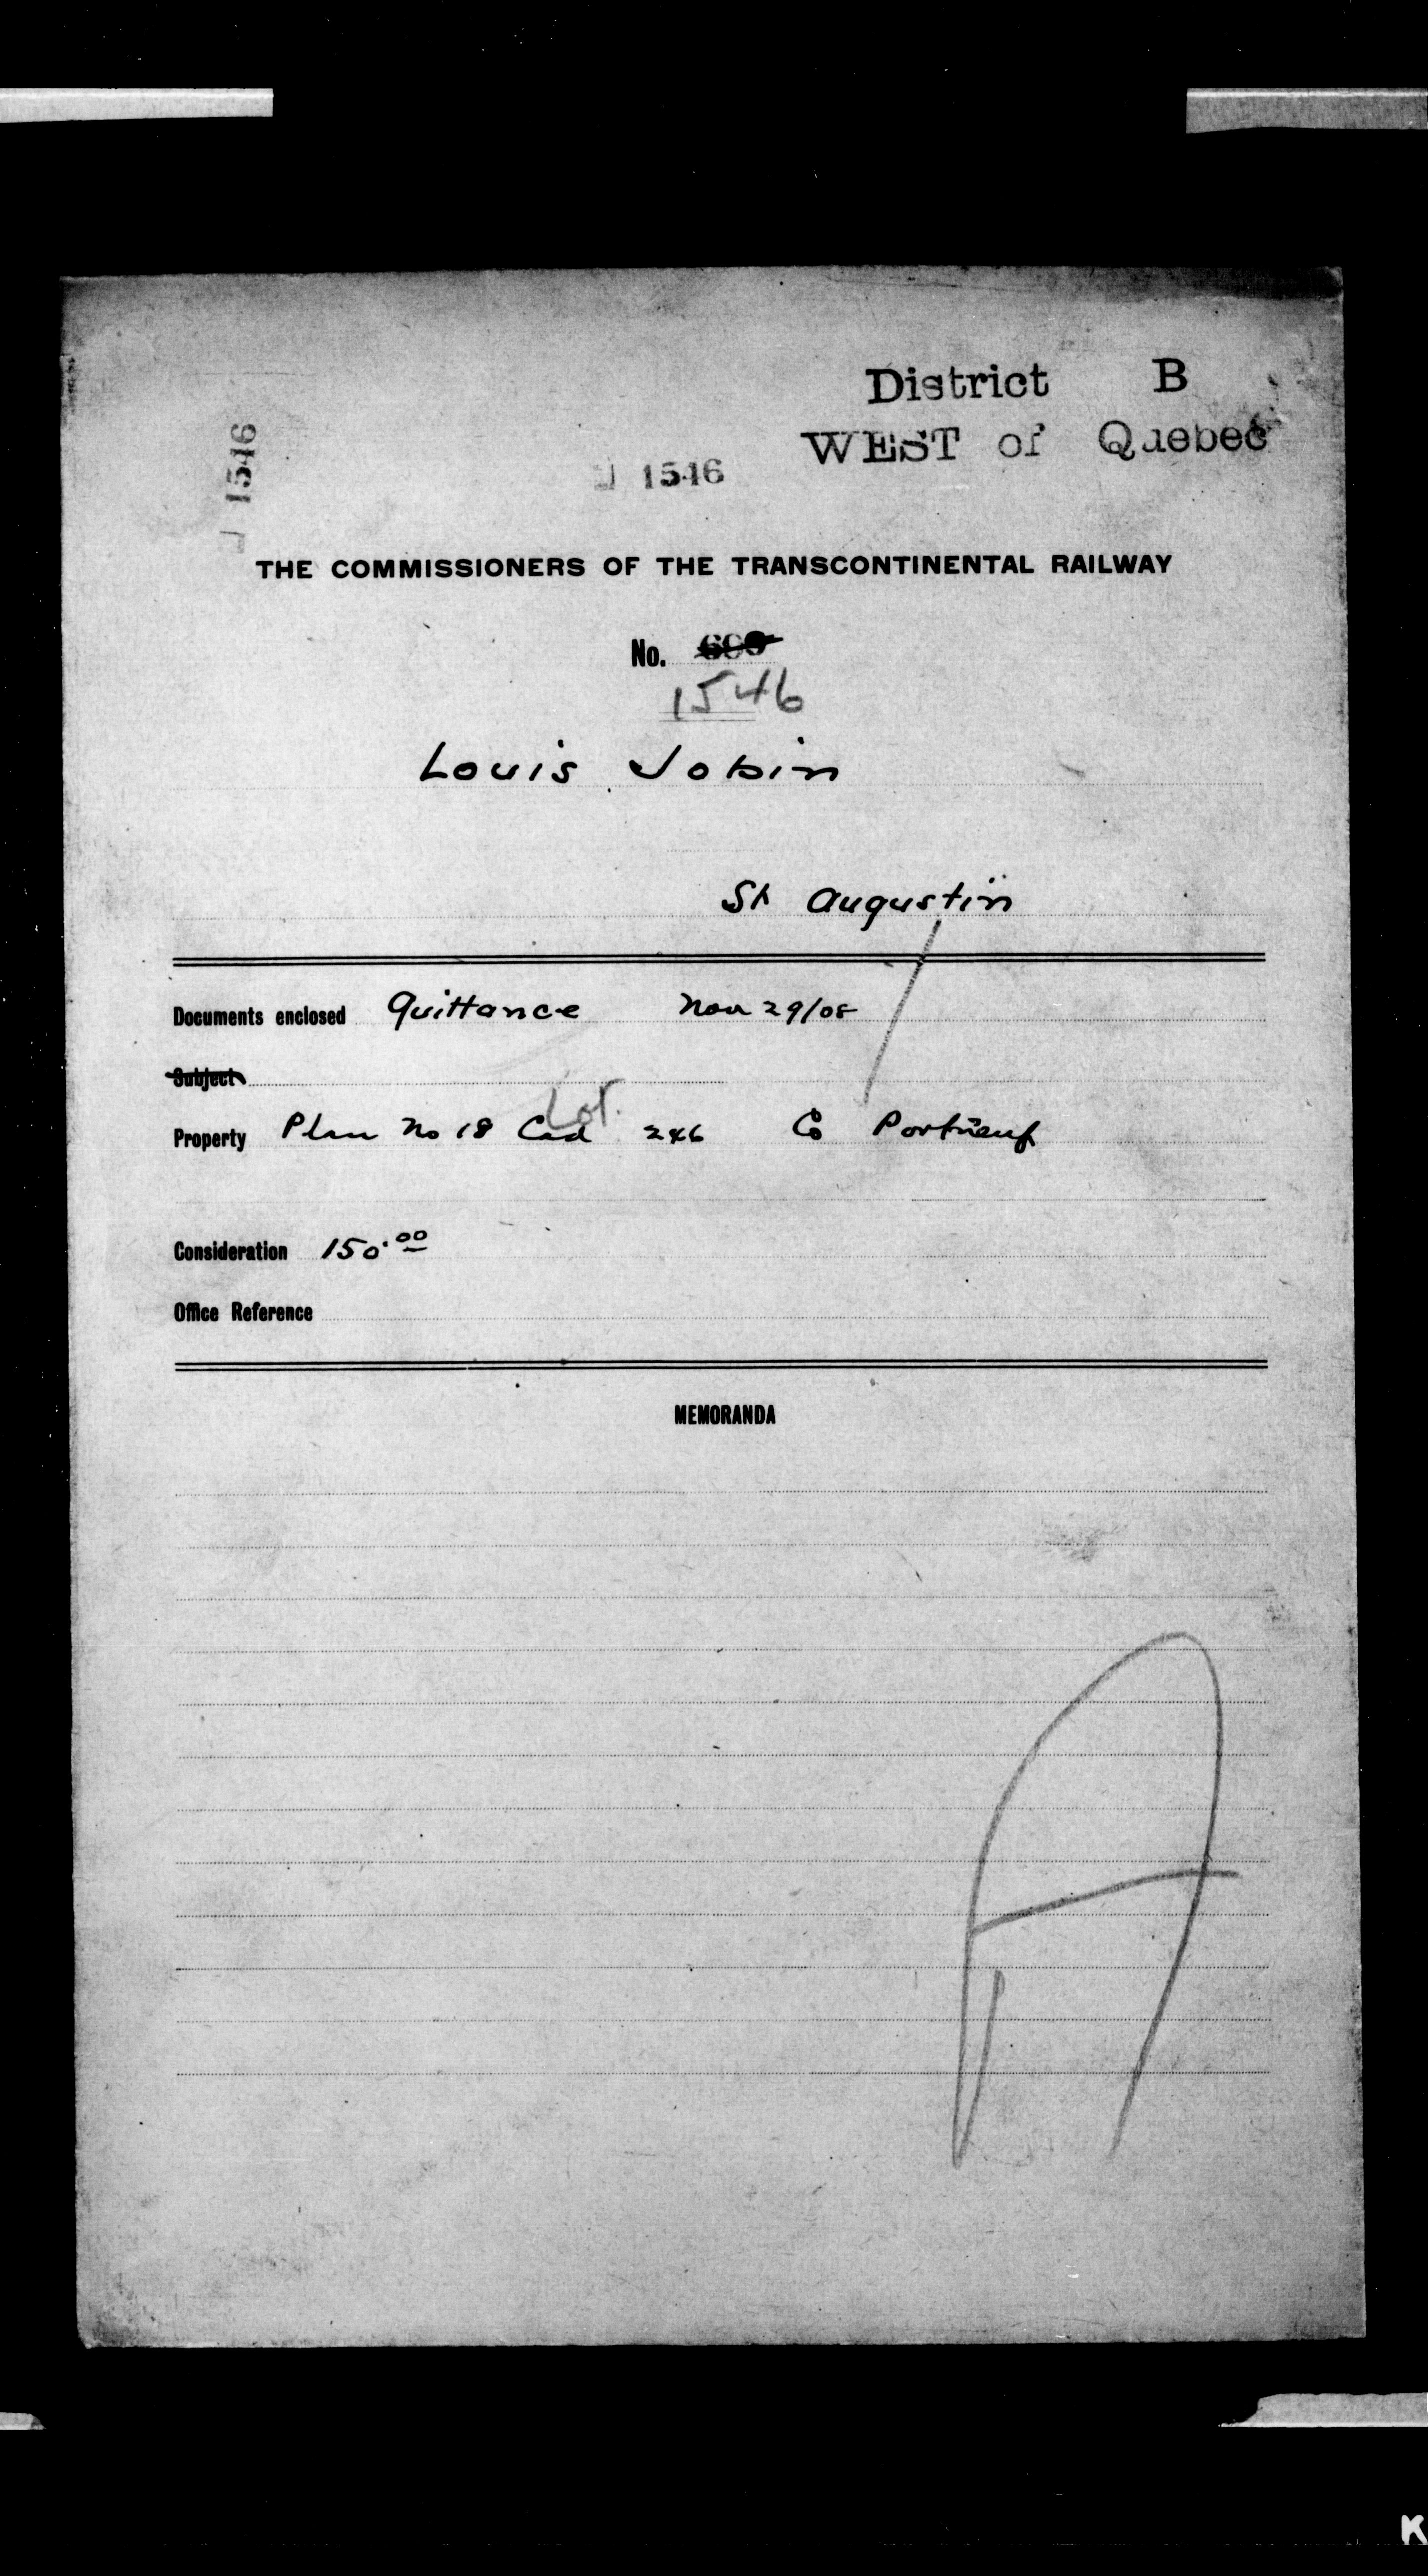 District B
WEST of Quebec
J 1546
J 1546
THE COMMISSIONERS OF THE TRANSCONTINENTAL RAILWAY
No.
1546
Louis Jobin
St Augustin
Documents enclosed Quittance Nov 29/08
Subject
Lot.
Property Plan No 18 Cad 246 Co Portneuf
Consideration 150.00
Office Reference
MEMORANDA
A
K